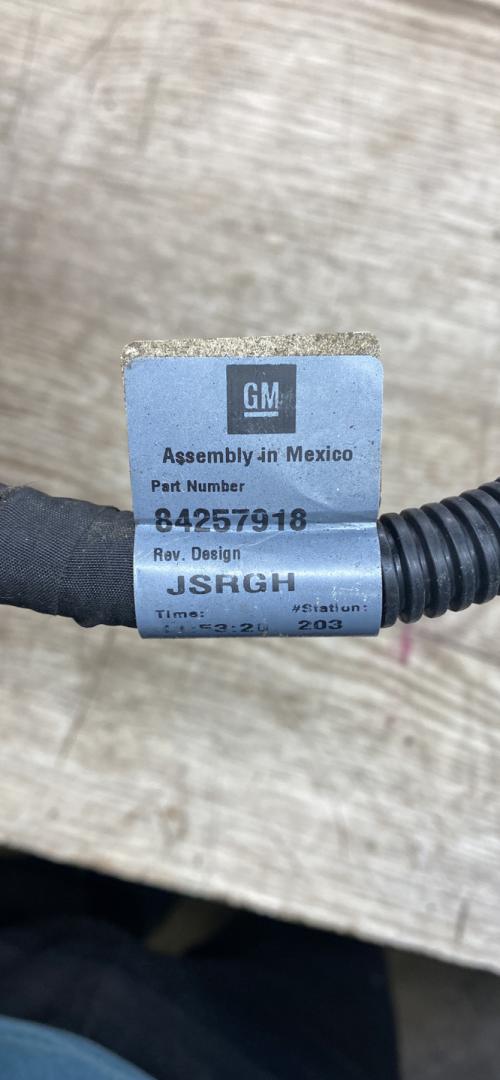 GM
Assembly in Mexico
Part Number
84257918
Rev. Design
JSRGH
Time: #Station:
203